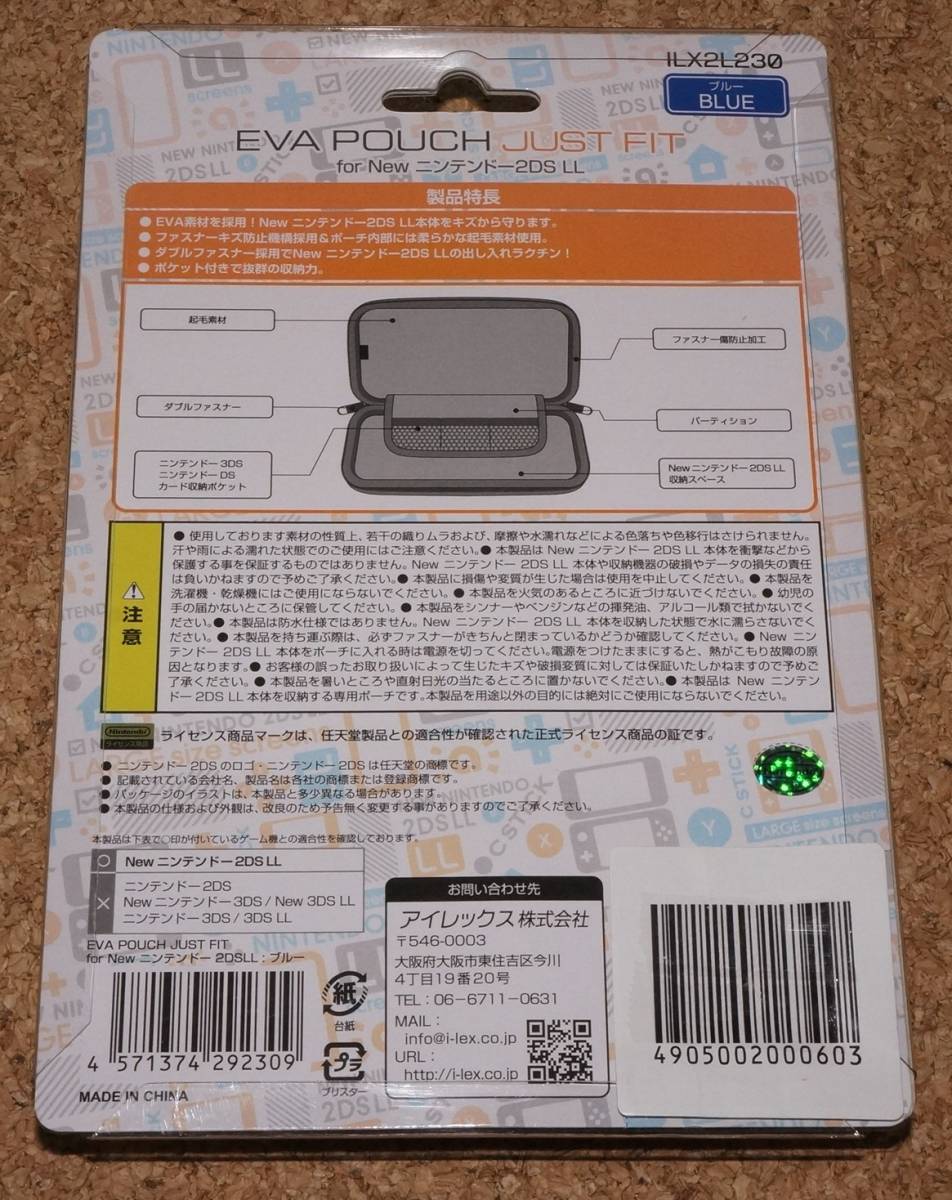 ILX2L230
ブルー
BLUE
EVA POUCH JUST FIT
for New ニンテンドー2DS LL
製品特長
● EVA素材を採用！New ニンテンドー2DS LL本体をキズから守ります。
● ファスナーキズ防止機構採用＆ポーチ内部には柔らかな起毛素材使用。
● ダブルファスナー採用でNew ニンテンドー2DS LLの出し入れラクチン！
● ポケット付きで抜群の収納力。
起毛素材
ファスナー傷防止加工
ダブルファスナー
パーティション
ニンテンドー3DS
ニンテンドーDS
カード収納ポケット
New ニンテンドー2DS LL
収納スペース
注意
● 使用しております素材の性質上、若干の織りムラおよび、摩擦や水濡れなどによる色落ちや色移行はさけられません。
汗や雨による濡れた状態でのご使用にはご注意ください。● 本製品は New ニンテンドー2DS LL 本体を衝撃などから
保護する事を保証するものではありません。New ニンテンドー2DS LL 本体や収納機器の破損やデータの損失の責任
は負いかねますので予めご了承ください。● 本製品に損傷や変質が生じた場合は使用を中止してください。● 本製品を
洗濯機・乾燥機にはご使用にならないでください。● 本製品を火気のあるところに近づけないでください。● 幼児の
手の届かないところに保管してください。● 本製品をシンナーやベンジンなどの揮発油、アルコール類で拭かないでく
ださい。● 本製品は防水仕様ではありません。New ニンテンドー2DS LL 本体を収納した状態で水に濡らさないでくだ
さい。● 本製品を持ち運ぶ際は、必ずファスナーがきちんと閉まっているかどうか確認してください。● New ニン
テンドー2DS LL 本体をポーチに入れる時は電源を切ってください。電源をつけたままにすると、熱がこもり故障の原
因となります。● お客様の誤ったお取り扱いによって生じたキズや破損変質に対しては保証いたしかねますので予めご
了承ください。● 本製品を暑いところや直射日光の当たるところに置かないでください。● 本製品は New ニンテン
ドー2DS LL 本体を収納する専用ポーチです。本製品を用途以外の目的には絶対にご使用にならないでください。
Nintendo
ライセンス商品
ライセンス商品マークは、任天堂製品との適合性が確認された正式ライセンス商品の証です。
● ニンテンドー2DSのロゴ・ニンテンドー2DSは任天堂の商標です。
● 記載されている会社名、製品名は各社の商標または登録商標です。
● パッケージのイラストは、本製品と多少異なる場合があります。
● 本製品の仕様および外観は、改良のため予告無く変更する事がありますのでご了承ください。
本製品は下表で○印が付いているゲーム機との適合性を確認しております。
○ New ニンテンドー2DS LL
× ニンテンドー2DS
New ニンテンドー3DS / New 3DS LL
ニンテンドー3DS / 3DS LL
EVA POUCH JUST FIT
for New ニンテンドー 2DSLL：ブルー
4 571374 292309
MADE IN CHINA
紙
台紙
プラ
ブリスター
お問い合わせ先
アイレックス株式会社
〒546-0003
大阪府大阪市東住吉区今川
4丁目19番20号
TEL：06-6711-0631
MAIL：
info@i-lex.co.jp
URL：
http://i-lex.co.jp
4905002000603